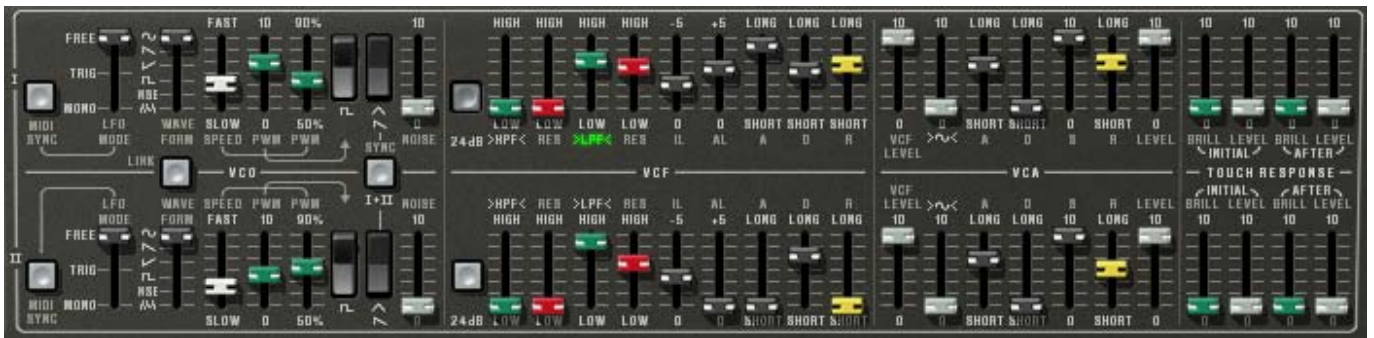 FAST 10 90% 10 HIGH HIGH HIGH HIGH -5 +5 LONG LONG LONG 10 10 LONG LONG 10 LONG 10 10 10 10 10
FREE
I TRIG
NSE
MONO
SLOW 0 50% 0 LOW LOW LOW LOW 0 0 SHORT SHORT SHORT 0 0 SHORT SHORT 0 SHORT 0 0 0 0 0
MIDI SYNC LFO MODE WAVE FORM SPEED PWM PWM SYNC NOISE 24dB >HPF< RES >LPF< RES IL AL A D R VCF LEVEL A D S R LEVEL BRILL LEVEL BRILL LEVEL
INITIAL AFTER
LINK VCO VCF VCA TOUCH RESPONSE
I+II
INITIAL AFTER
LFO MODE WAVE FORM SPEED PWM PWM NOISE >HPF< RES >LPF< RES IL AL A D R VCF LEVEL A D S R LEVEL BRILL LEVEL BRILL LEVEL
FAST 10 90% 10 HIGH HIGH HIGH HIGH -5 +5 LONG LONG LONG 10 10 LONG LONG 10 LONG 10 10 10 10 10
FREE
II TRIG
NSE
MIDI SYNC MONO
SLOW 0 50% 0 24dB LOW LOW LOW LOW 0 0 SHORT SHORT SHORT 0 0 SHORT SHORT 0 SHORT 0 0 0 0 0